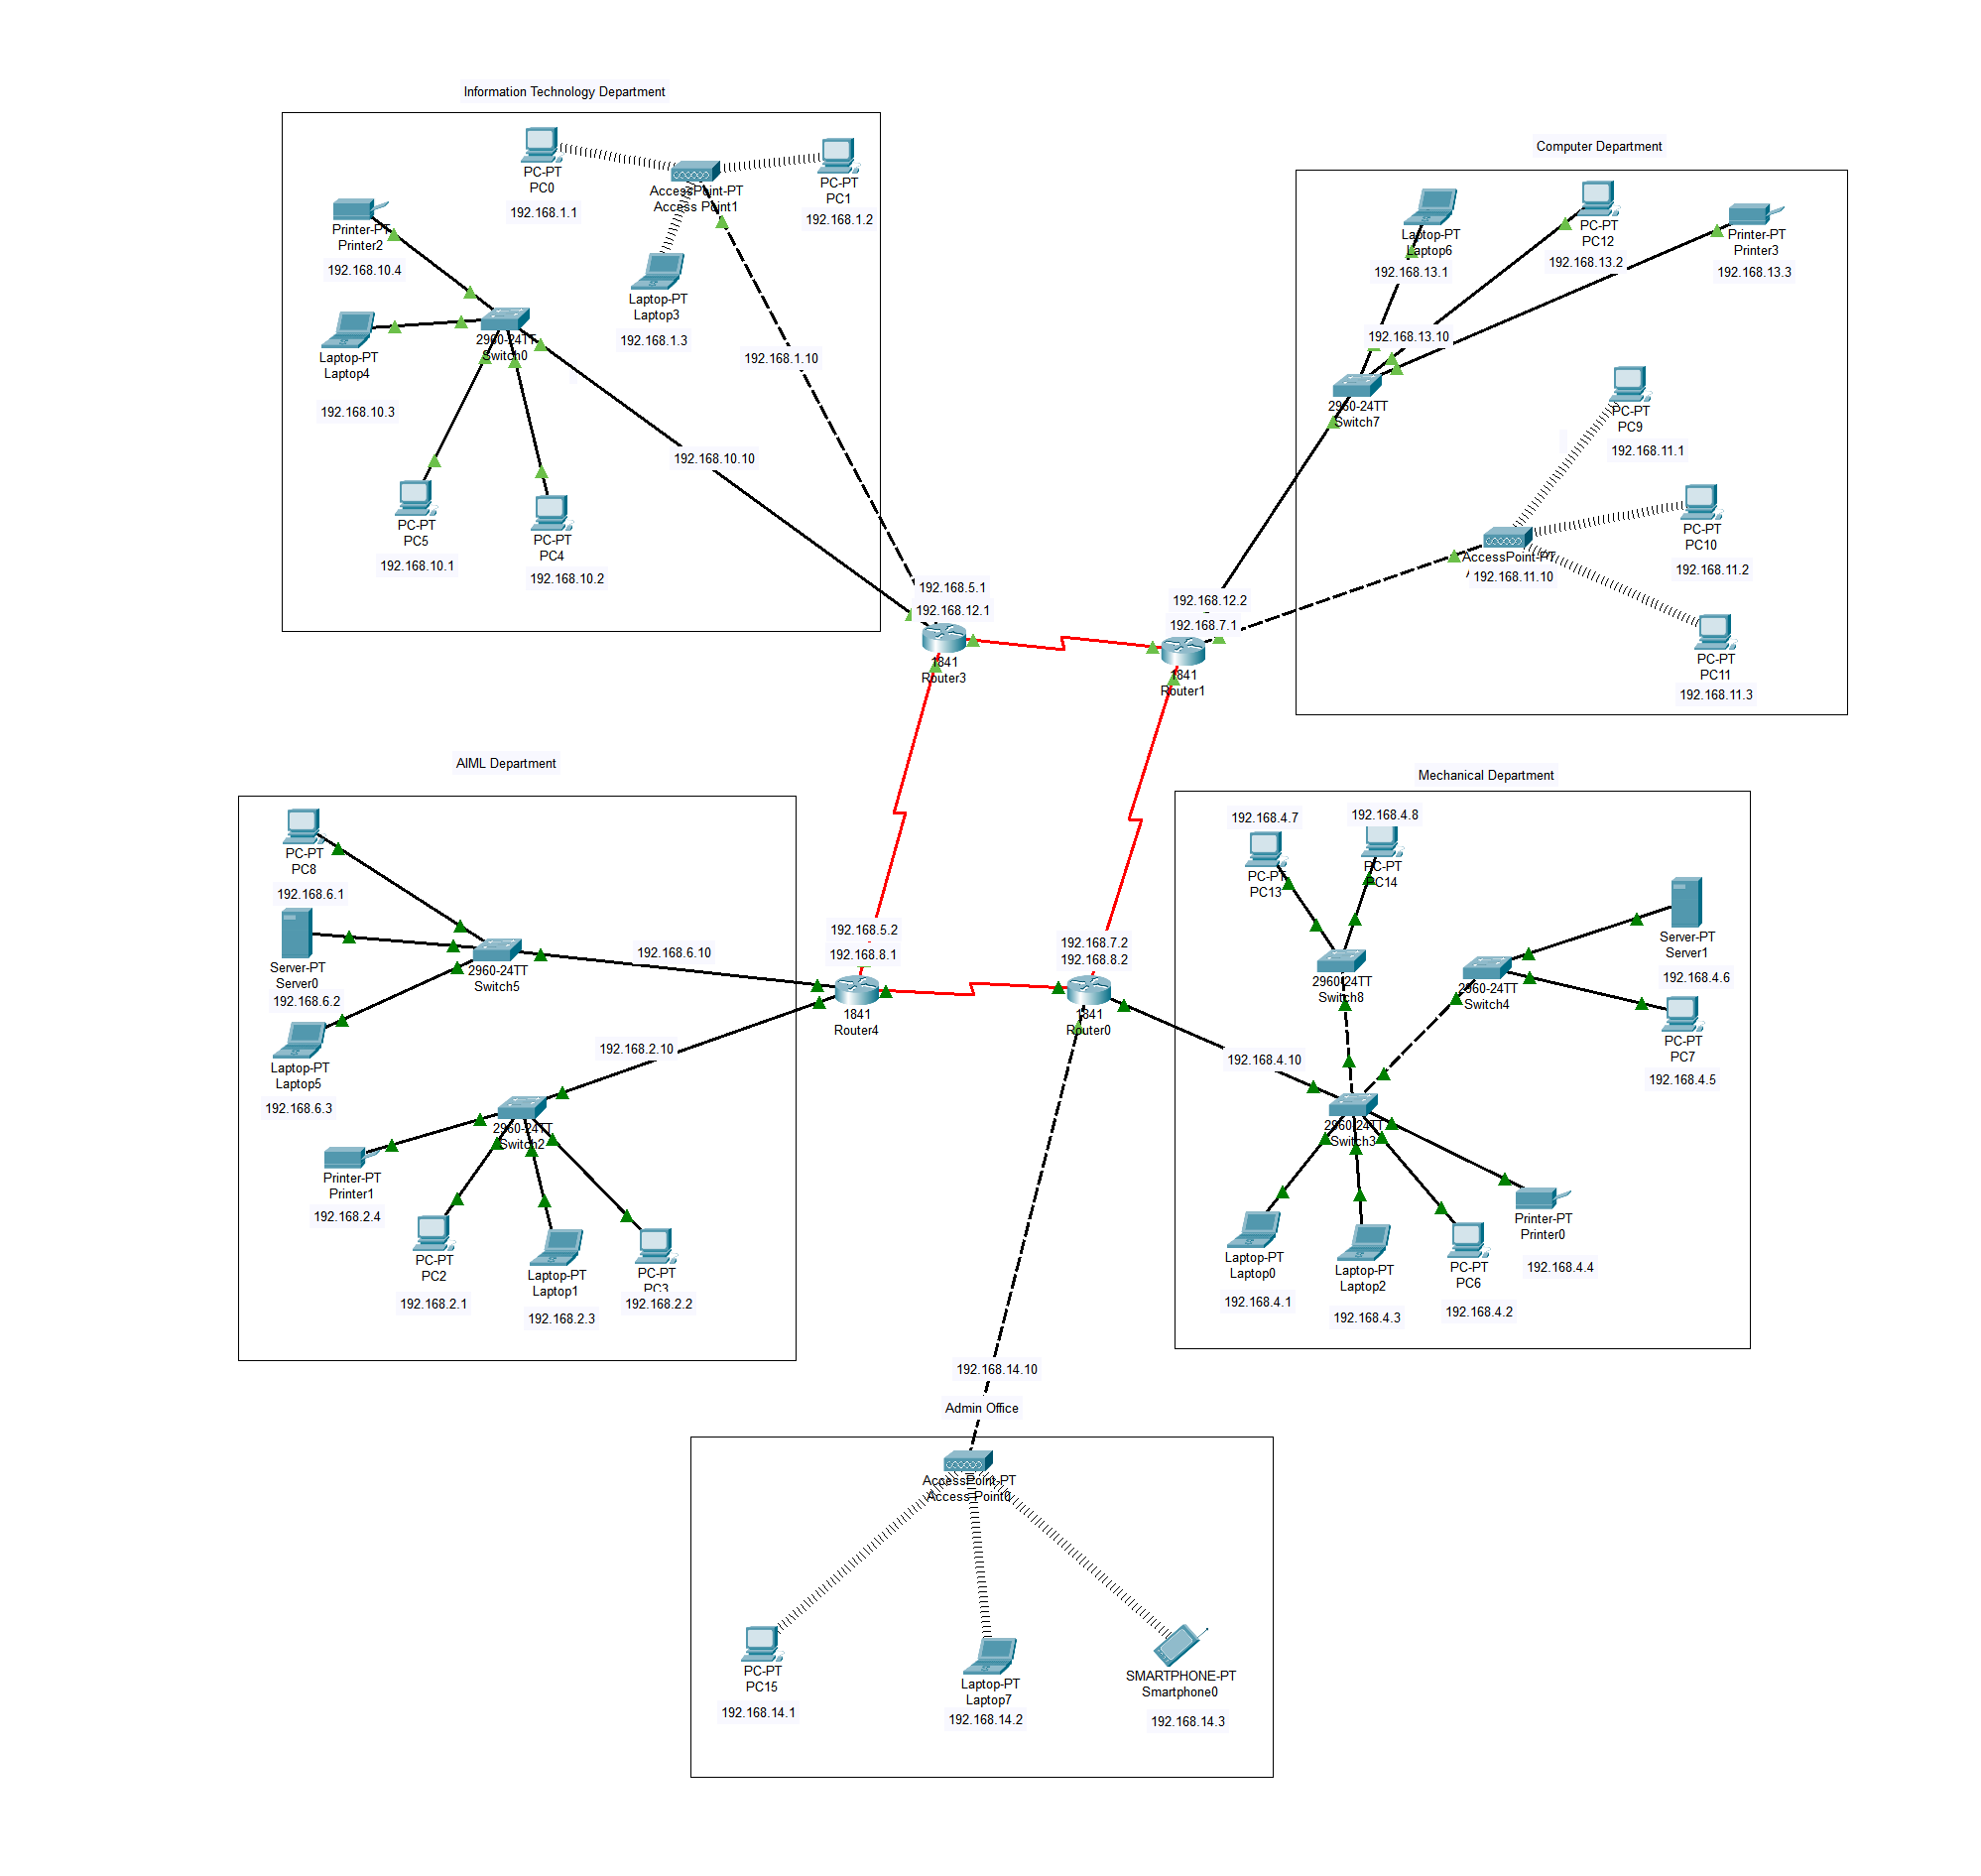 Information Technology Department
PC-PT
PC0
192.168.1.1
AccessPoint-PT
Access Point1
PC-PT
PC1
192.168.1.2
Printer-PT
Printer2
192.168.10.4
Laptop-PT
Laptop3
192.168.1.3
2960-24TT
Switch0
Laptop-PT
Laptop4
192.168.10.3
192.168.1.10
192.168.10.10
PC-PT
PC5
192.168.10.1
PC-PT
PC4
192.168.10.2
Computer Department
Laptop-PT
Laptop6
192.168.13.1
PC-PT
PC12
192.168.13.2
Printer-PT
Printer3
192.168.13.3
192.168.13.10
2960-24TT
Switch7
PC-PT
PC9
192.168.11.1
PC-PT
PC10
192.168.11.2
AccessPoint-PT
192.168.11.10
PC-PT
PC11
192.168.11.3
192.168.5.1
192.168.12.1
1841
Router3
192.168.12.2
192.168.7.1
1841
Router1
AIML Department
PC-PT
PC8
192.168.6.1
Server-PT
Server0
192.168.6.2
2960-24TT
Switch5
192.168.6.10
Laptop-PT
Laptop5
192.168.6.3
192.168.2.10
2960-24TT
Switch2
Printer-PT
Printer1
192.168.2.4
PC-PT
PC2
192.168.2.1
Laptop-PT
Laptop1
192.168.2.3
PC-PT
PC3
192.168.2.2
192.168.5.2
192.168.8.1
1841
Router4
192.168.7.2
192.168.8.2
1841
Router0
Mechanical Department
192.168.4.7
PC-PT
PC13
192.168.4.8
PC-PT
PC14
2960-24TT
Switch8
2960-24TT
Switch4
Server-PT
Server1
192.168.4.6
PC-PT
PC7
192.168.4.5
192.168.4.10
2960-24TT
Switch3
Laptop-PT
Laptop0
192.168.4.1
Laptop-PT
Laptop2
192.168.4.3
PC-PT
PC6
192.168.4.2
Printer-PT
Printer0
192.168.4.4
192.168.14.10
Admin Office
AccessPoint-PT
Access Point0
PC-PT
PC15
192.168.14.1
Laptop-PT
Laptop7
192.168.14.2
SMARTPHONE-PT
Smartphone0
192.168.14.3